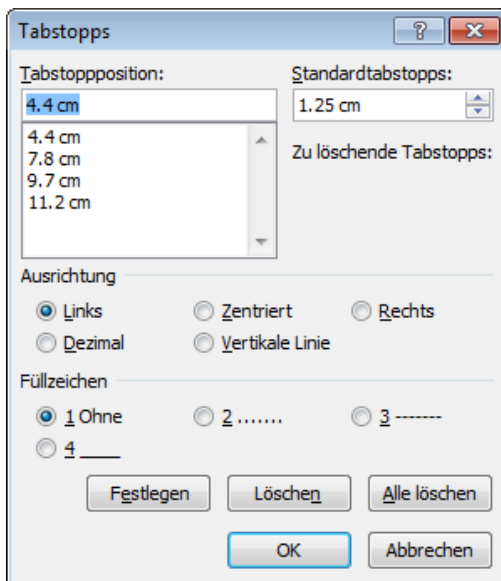 Tabstopps
Tabstoppposition:
Standardtabstopps:
4.4 cm
1.25 cm
4.4 cm
7.8 cm
9.7 cm
11.2 cm
Zu löschende Tabstopps:
Ausrichtung
Links Zentriert Rechts
Dezimal Vertikale Linie
Füllzeichen
1 Ohne 2 ....... 3 -------
4 ____
Festlegen Löschen Alle löschen
OK Abbrechen